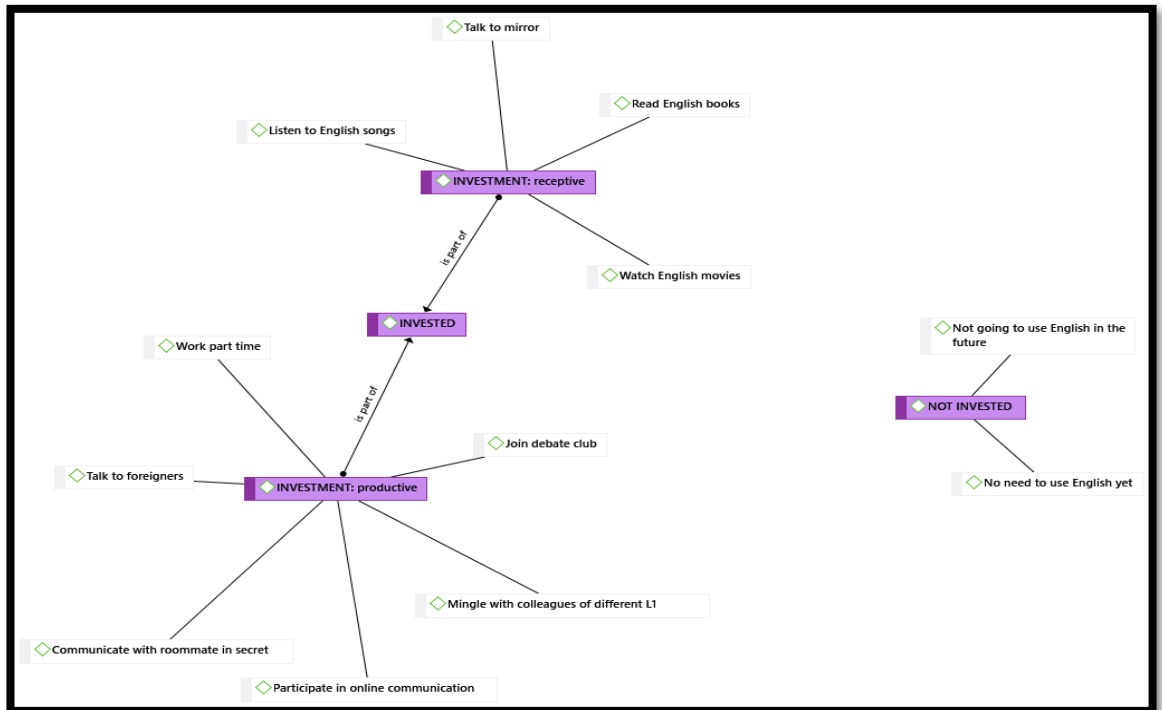 Talk to mirror
Read English books
Listen to English songs
INVESTMENT: receptive
is part of
Watch English movies
INVESTED
Not going to use English in the
future
Work part time
is part of
NOT INVESTED
Join debate club
Talk to foreigners
No need to use English yet
INVESTMENT: productive
Mingle with colleagues of different L1
Communicate with roommate in secret
Participate in online communication